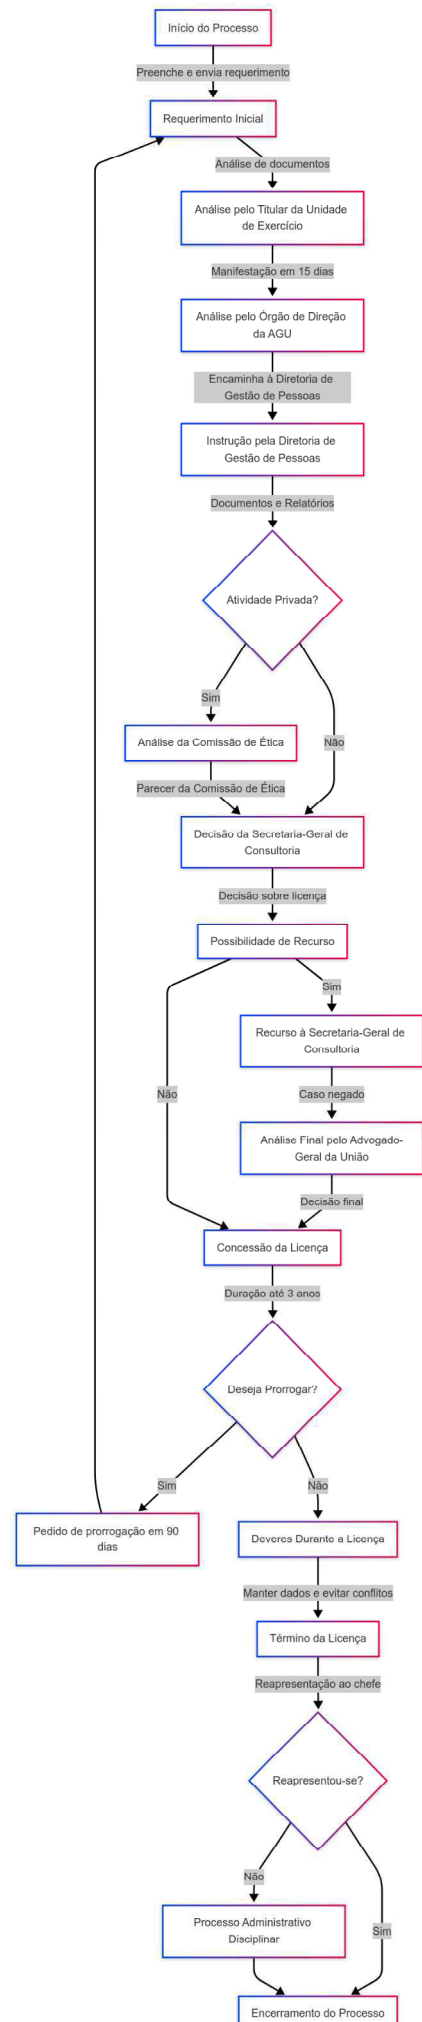 Início do Processo
Preenche e envia requerimento
Requerimento Inicial
Análise de documentos
Análise pelo Titular da Unidade
de Exercício
Manifestação em 15 dias
Análise pelo Órgão de Direção
da AGU
Encaminha à Diretoria de
Gestão de Pessoas
Instrução pela Diretoria de
Gestão de Pessoas
Documentos e Relatórios
Atividade Privada?
Sim
Não
Análise da Comissão de Ética
Parecer da Comissão de Ética
Decisão da Secretaria-Geral de
Consultoria
Decisão sobre licença
Possibilidade de Recurso
Sim
Recurso à Secretaria-Geral de
Consultoria
Não
Caso negado
Análise Final pelo Advogado-
Geral da União
Decisão final
Concessão da Licença
Duração até 3 anos
Deseja Prorrogar?
Sim
Não
Pedido de prorrogação em 90
dias
Deveres Durante a Licença
Manter dados e evitar conflitos
Término da Licença
Reapresentação ao chefe
Reapresentou-se?
Não
Processo Administrativo
Disciplinar
Sim
Encerramento do Processo